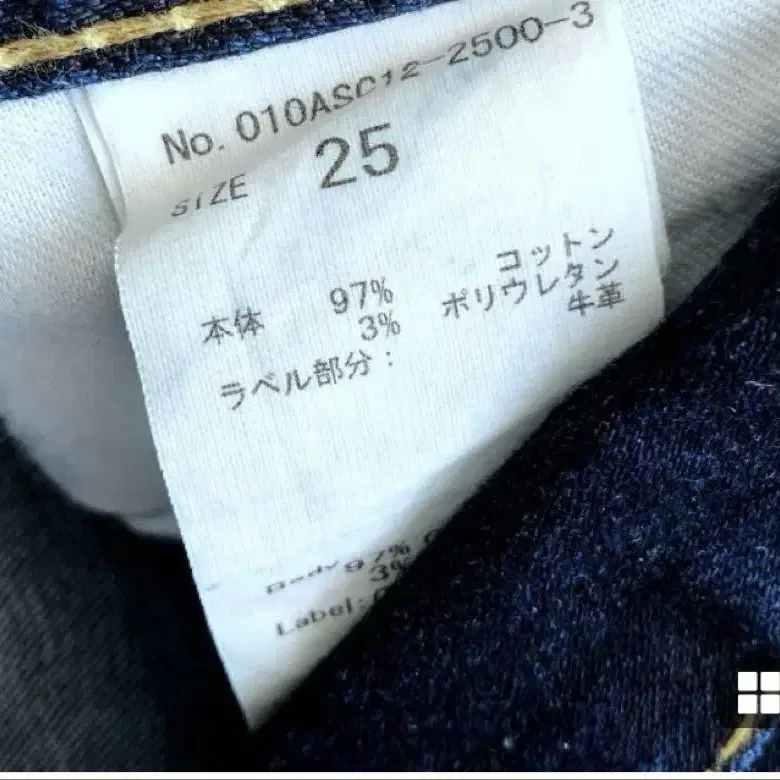 No. 010ASC12-2500-3
SIZE 25
本体 97% コットン
3% ポリウレタン
ラベル部分: 牛革
Body 97%
3%
Label: